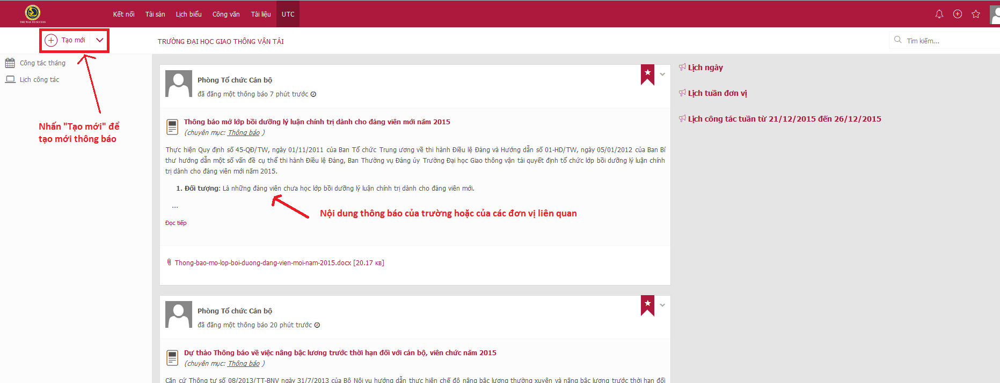 THE WAY TO SUCESS
Kết nối Tài sản Lịch biểu Công văn Tài liệu UTC
Tạo mới
TRƯỜNG ĐẠI HỌC GIAO THÔNG VẬN TẢI
Tìm kiếm...
Công tác tháng
Lịch công tác
Nhấn "Tạo mới" để
tạo mới thông báo
Phòng Tổ chức Cán bộ
đã đăng một thông báo 7 phút trước
Thông báo mở lớp bồi dưỡng lý luận chính trị dành cho đảng viên mới năm 2015
(chuyên mục: Thông báo )
Thực hiện Quy định số 45-QĐ/TW, ngày 01/11/2011 của Ban Tổ chức Trung ương về thi hành Điều lệ Đảng và Hướng dẫn số 01-HD/TW, ngày 05/01/2012 của Ban Bí
thư hướng dẫn một số vấn đề cụ thể thi hành Điều lệ Đảng, Ban Thường vụ Đảng ủy Trường Đại học Giao thông vận tải quyết định tổ chức lớp bồi dưỡng lý luận chính
trị dành cho đảng viên mới năm 2015.
1. Đối tượng: Là những đảng viên chưa học lớp bồi dưỡng lý luận chính trị dành cho đảng viên mới.
...
Nội dung thông báo của trường hoặc của các đơn vị liên quan
Đọc tiếp
Thong-bao-mo-lop-boi-duong-dang-vien-moi-nam-2015.docx [20.17 KB]
Phòng Tổ chức Cán bộ
đã đăng một thông báo 20 phút trước
Dự thảo Thông báo về việc nâng bậc lương trước thời hạn đối với cán bộ, viên chức năm 2015
(chuyên mục: Thông báo )
Căn cứ Thông tư số 08/2013/TT-BNV ngày 31/7/2013 của Bộ Nội vụ hướng dẫn thực hiện chế độ nâng bậc lương thường xuyên và nâng bậc lương trước thời hạn đối
Lịch ngày
Lịch tuần đơn vị
Lịch công tác tuần từ 21/12/2015 đến 26/12/2015